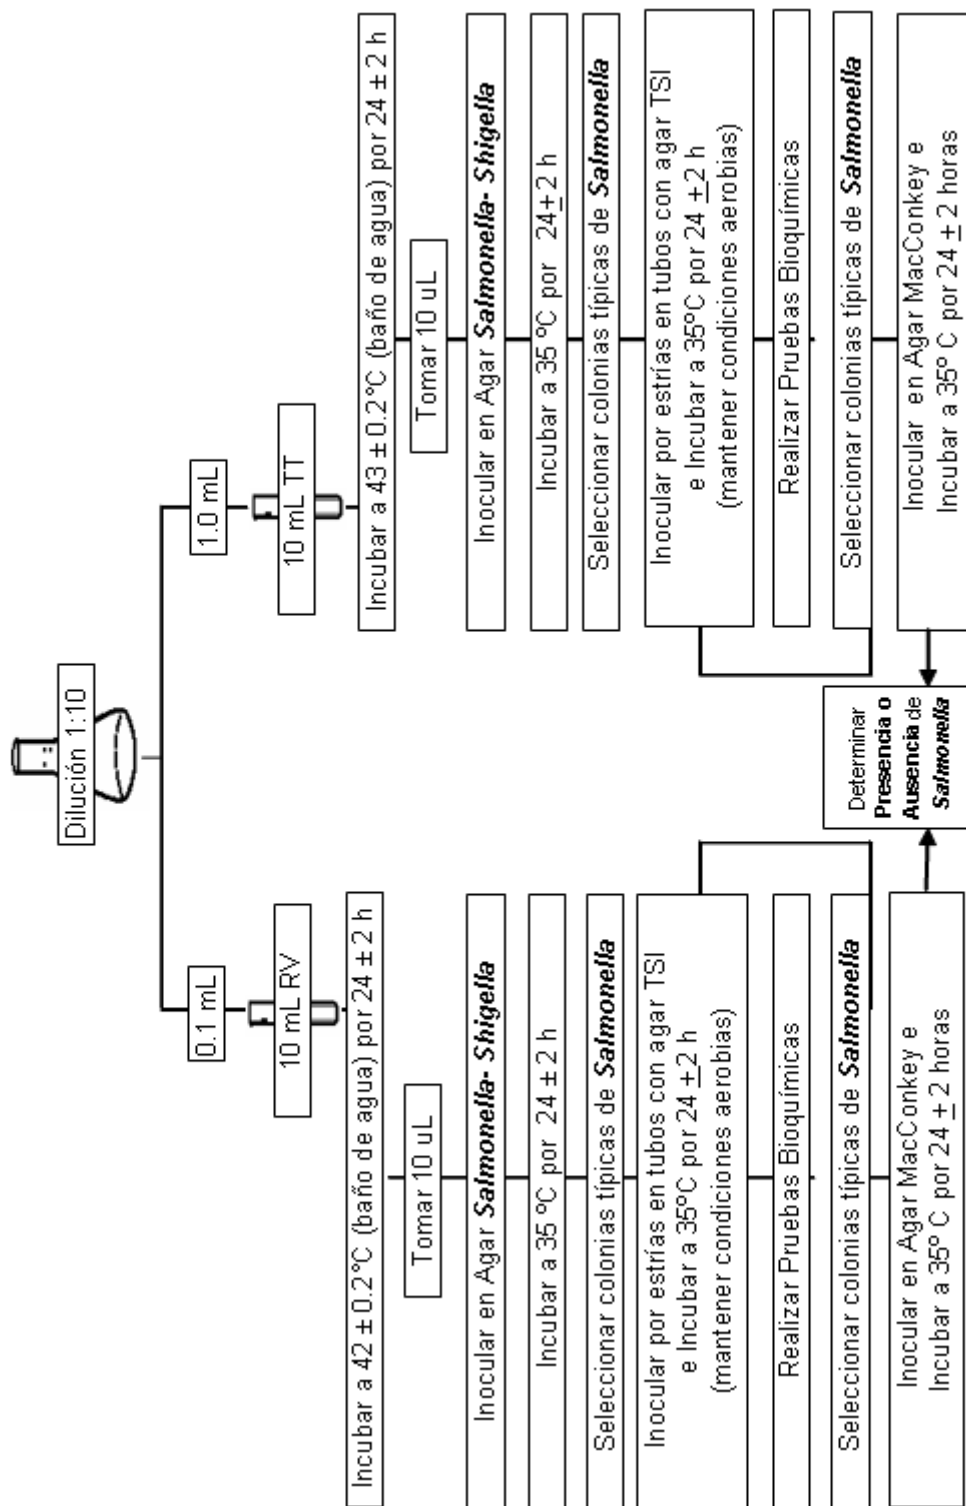 Dilución 1:10
0.1 mL
10 mL RV
Incubar a 42 ± 0.2°C (baño de agua) por 24 ± 2 h
Tomar 10 uL
Inocular en Agar Salmonella- Shigella
Incubar a 35 ºC por 24 ± 2 h
Seleccionar colonias típicas de Salmonella
Inocular por estrías en tubos con agar TSI
e Incubar a 35ºC por 24 ±2 h
(mantener condiciones aerobias)
Realizar Pruebas Bioquímicas
Seleccionar colonias típicas de Salmonella
Inocular en Agar MacConkey e
Incubar a 35º C por 24 ± 2 horas
1.0 mL
10 mL TT
Incubar a 43 ± 0.2°C (baño de agua) por 24 ± 2 h
Tomar 10 uL
Inocular en Agar Salmonella- Shigella
Incubar a 35 ºC por 24±2 h
Seleccionar colonias típicas de Salmonella
Inocular por estrías en tubos con agar TSI
e Incubar a 35ºC por 24 ±2 h
(mantener condiciones aerobias)
Realizar Pruebas Bioquímicas
Seleccionar colonias típicas de Salmonella
Inocular en Agar MacConkey e
Incubar a 35º C por 24 ± 2 horas
Determinar
Presencia o
Ausencia de
Salmonella